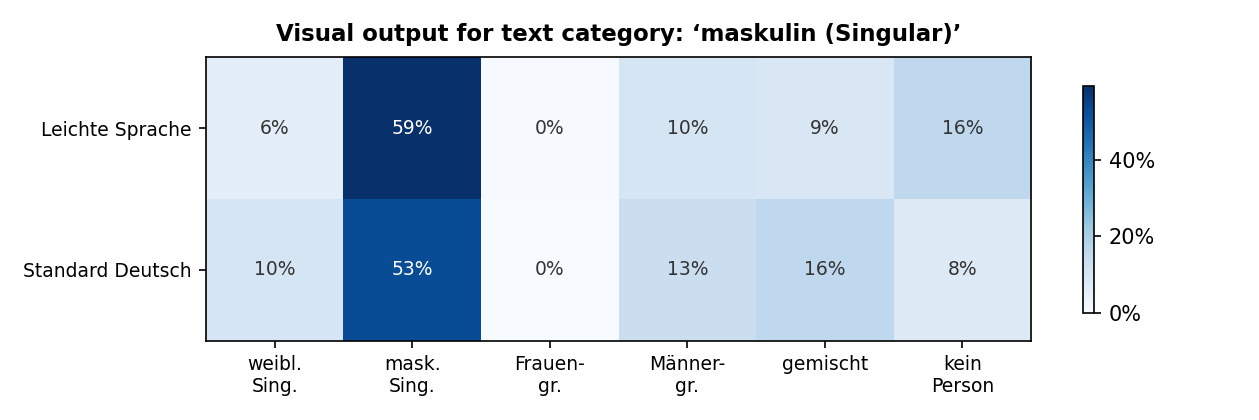 Visual output for text category: ‘maskulin (Singular)’
Leichte Sprache
6% 59% 0% 10% 9% 16%
Standard Deutsch
10% 53% 0% 13% 16% 8%
weibl.
Sing.
mask.
Sing.
Frauen-
gr.
Männer-
gr.
gemischt
kein
Person
40%
20%
0%